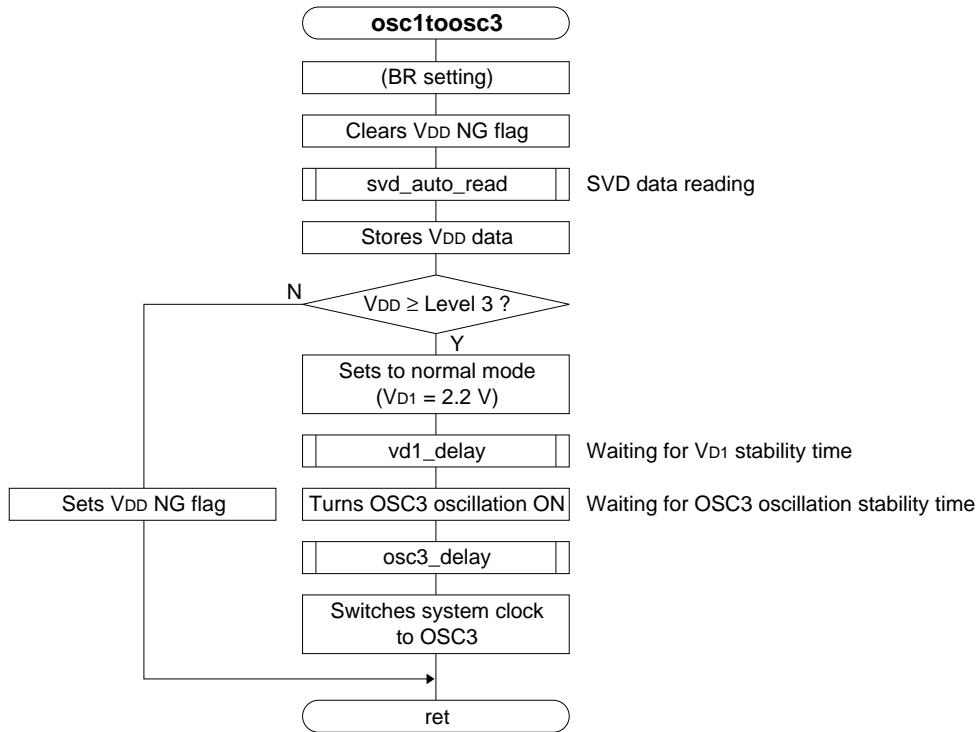 osc1toosc3
(BR setting)
Clears VDD NG flag
svd_auto_read SVD data reading
Stores VDD data
N
VDD ≥ Level 3 ?
Y
Sets to normal mode
(VD1 = 2.2 V)
vd1_delay Waiting for VD1 stability time
Sets VDD NG flag Turns OSC3 oscillation ON Waiting for OSC3 oscillation stability time
osc3_delay
Switches system clock
to OSC3
ret